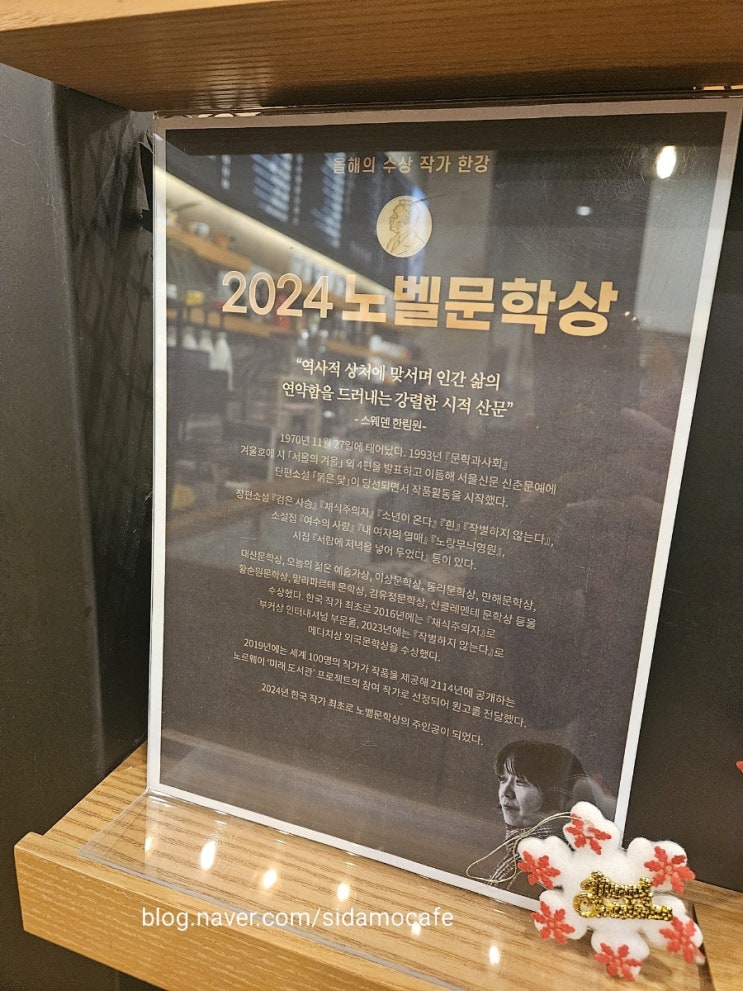 올해의 수상 작가 한강
2024 노벨문학상
“역사적 상처에 맞서며 인간 삶의
연약함을 드러내는 강렬한 시적 산문”
- 스웨덴 한림원-
1970년 11월 27일에 태어났다. 1993년 『문학과사회』
겨울호에 시 「서울의 겨울」 외 4편을 발표하고 이듬해 서울신문 신춘문예에
단편소설 「붉은 닻」이 당선되면서 작품활동을 시작했다.
장편소설 『검은 사슴』 『채식주의자』 『소년이 온다』 『흰』 『작별하지 않는다』,
소설집 『여수의 사랑』 『내 여자의 열매』 『노랑무늬영원』,
시집 『서랍에 저녁을 넣어 두었다』 등이 있다.
대산문학상, 오늘의 젊은 예술가상, 이상문학상, 동리문학상, 만해문학상,
황순원문학상, 말라파르테 문학상, 김유정문학상, 산클레멘테 문학상 등을
수상했다. 한국 작가 최초로 2016년에는 『채식주의자』로
부커상 인터내셔널 부문을, 2023년에는 『작별하지 않는다』로
메디치상 외국문학상을 수상했다.
2019년에는 세계 100명의 작가가 작품을 제공해 2114년에 공개하는
노르웨이 ‘미래 도서관’ 프로젝트의 참여 작가로 선정되어 원고를 전달했다.
2024년 한국 작가 최초로 노벨문학상의 주인공이 되었다.
Merry
Christmas
blog.naver.com/sidamocafe